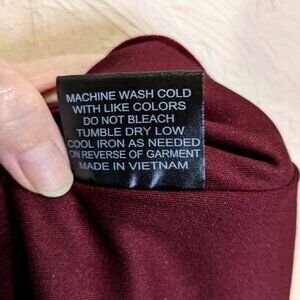 MACHINE WASH COLD
WITH LIKE COLORS
DO NOT BLEACH
TUMBLE DRY LOW
COOL IRON AS NEEDED
ON REVERSE OF GARMENT
MADE IN VIETNAM